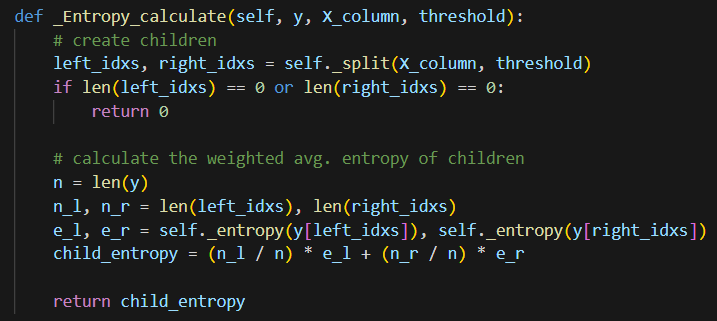 def _Entropy_calculate(self, y, X_column, threshold):
    # create children
    left_idxs, right_idxs = self._split(X_column, threshold)
    if len(left_idxs) == 0 or len(right_idxs) == 0:
        return 0

    # calculate the weighted avg. entropy of children
    n = len(y)
    n_l, n_r = len(left_idxs), len(right_idxs)
    e_l, e_r = self._entropy(y[left_idxs]), self._entropy(y[right_idxs])
    child_entropy = (n_l / n) * e_l + (n_r / n) * e_r

    return child_entropy